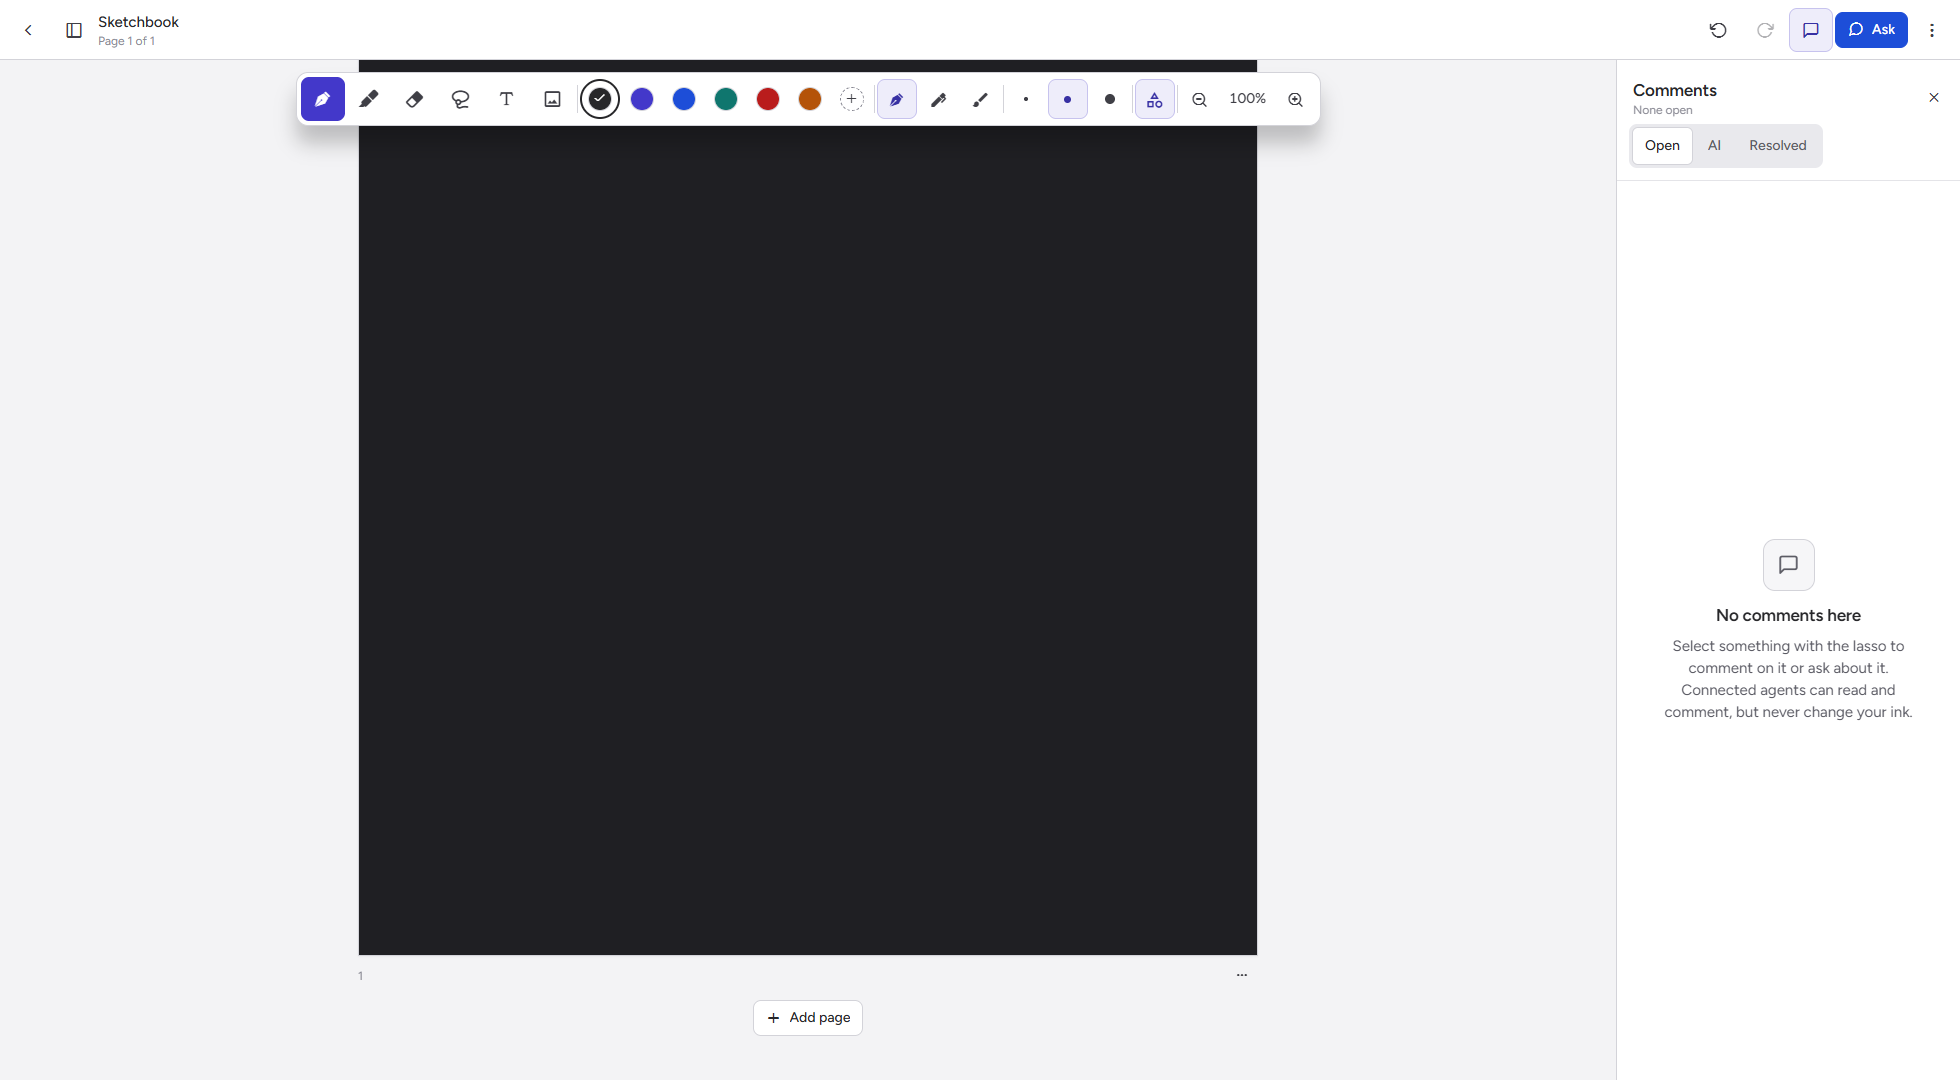 Sketchbook
Page 1 of 1
Ask
T
100%
Comments
None open
Open AI Resolved
No comments here
Select something with the lasso to
comment on it or ask about it.
Connected agents can read and
comment, but never change your ink.
1
Add page